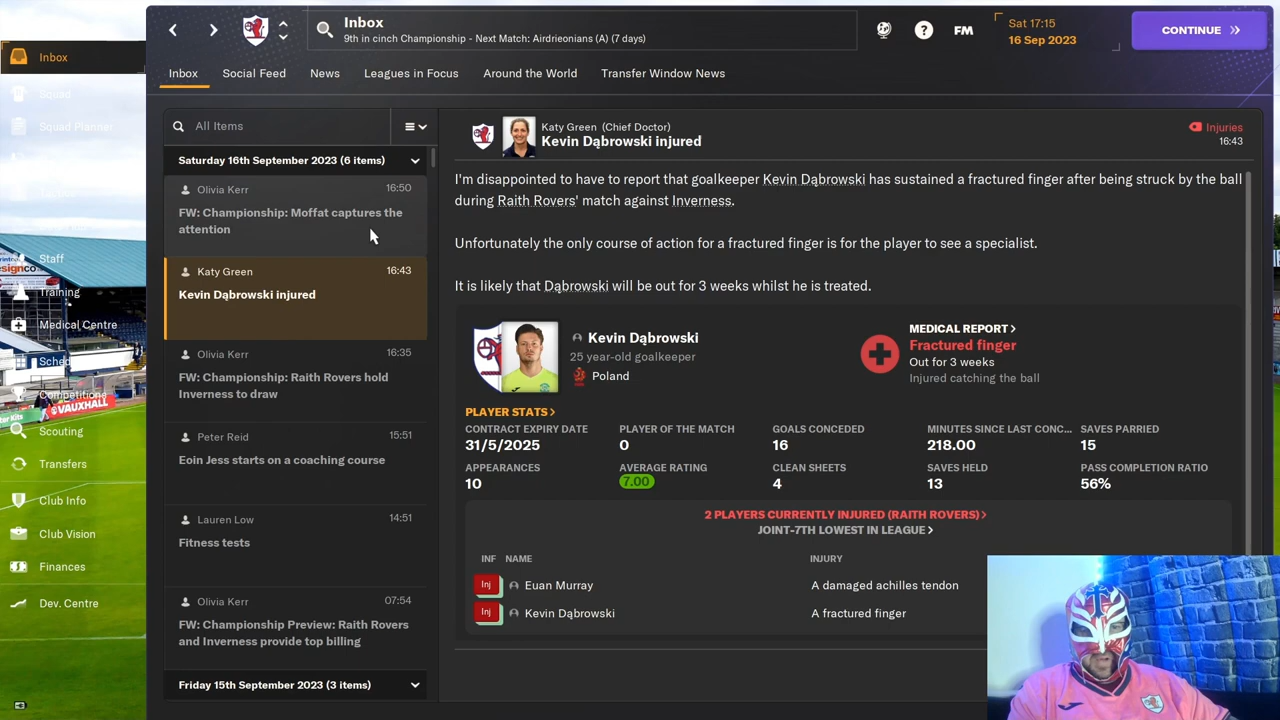 Inbox
9th in cinch Championship - Next Match: Airdrieonians (A) (7 days)
FM
Sat 17:15
16 Sep 2023
CONTINUE
Inbox
Social Feed
News
Leagues in Focus
Around the World
Transfer Window News
Inbox
Squad
Squad Planner
Staff
Training
Medical Centre
Sched
Competitions
Scouting
Transfers
Club Info
Club Vision
Finances
Dev. Centre
VAUXHALL
All Items
Saturday 16th September 2023 (6 items)
Olivia Kerr 16:50
FW: Championship: Moffat captures the
attention
Katy Green 16:43
Kevin Dąbrowski injured
Olivia Kerr 16:35
FW: Championship: Raith Rovers hold
Inverness to draw
Peter Reid 15:51
Eoin Jess starts on a coaching course
Lauren Low 14:51
Fitness tests
Olivia Kerr 07:54
FW: Championship Preview: Raith Rovers
and Inverness provide top billing
Friday 15th September 2023 (3 items)
Katy Green (Chief Doctor)
Kevin Dąbrowski injured
Injuries
16:43
I'm disappointed to have to report that goalkeeper Kevin Dąbrowski has sustained a fractured finger after being struck by the ball
during Raith Rovers' match against Inverness.
Unfortunately the only course of action for a fractured finger is for the player to see a specialist.
It is likely that Dąbrowski will be out for 3 weeks whilst he is treated.
Kevin Dąbrowski
25 year-old goalkeeper
Poland
MEDICAL REPORT >
Fractured finger
Out for 3 weeks
Injured catching the ball
PLAYER STATS >
CONTRACT EXPIRY DATE PLAYER OF THE MATCH GOALS CONCEDED MINUTES SINCE LAST CONC... SAVES PARRIED
31/5/2025 0 16 218.00 15
APPEARANCES AVERAGE RATING CLEAN SHEETS SAVES HELD PASS COMPLETION RATIO
10 7.00 4 13 56%
2 PLAYERS CURRENTLY INJURED (RAITH ROVERS) >
JOINT-7TH LOWEST IN LEAGUE >
INF NAME INJURY
Inj Euan Murray A damaged achilles tendon
Inj Kevin Dąbrowski A fractured finger